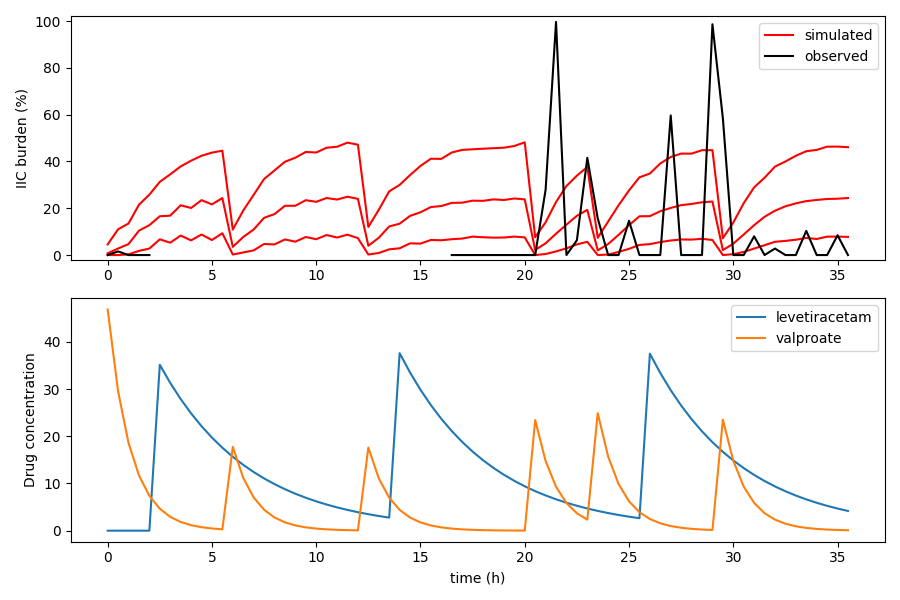 100
80
60
40
20
0
IIC burden (%)
simulated
observed
0 5 10 15 20 25 30 35
40
30
20
10
0
Drug concentration
levetiracetam
valproate
0 5 10 15 20 25 30 35
time (h)